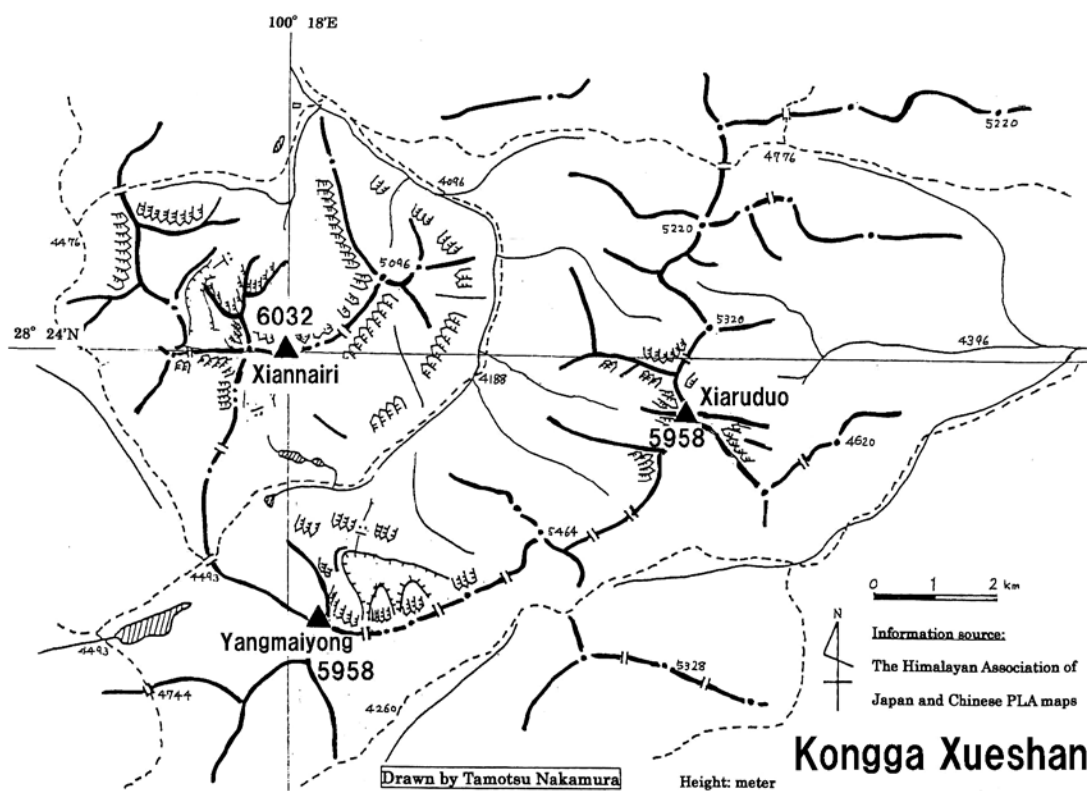 100° 18'E
5220
4776
4096
5220
4476
5096
6032
5320
28° 24'N
4396
Xiannairi
4188
Xiaruduo
5958
4620
5464
4493
0 1 2 km
N
Information source:
Yangmaiyong
4493
5958
5328
The Himalayan Association of
4744
4260
Japan and Chinese PLA maps
Kongga Xueshan
Drawn by Tamotsu Nakamura
Height: meter